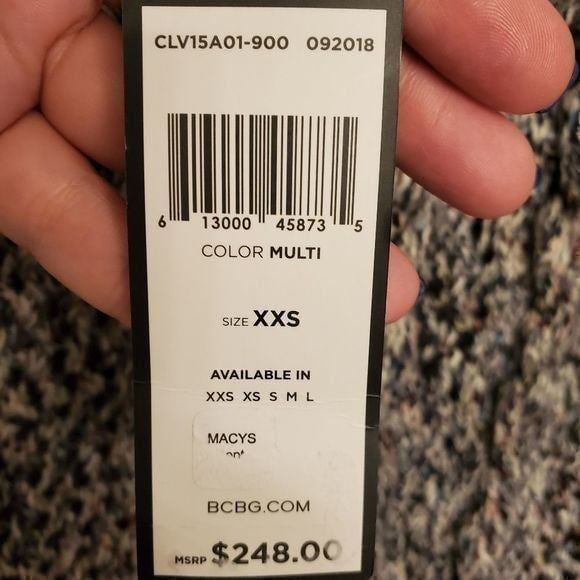 CLV15A01-900 092018
6 13000 45873 5
COLOR MULTI
SIZE XXS
AVAILABLE IN
XXS XS S M L
MACYS
BCBG.COM
MSRP $248.00